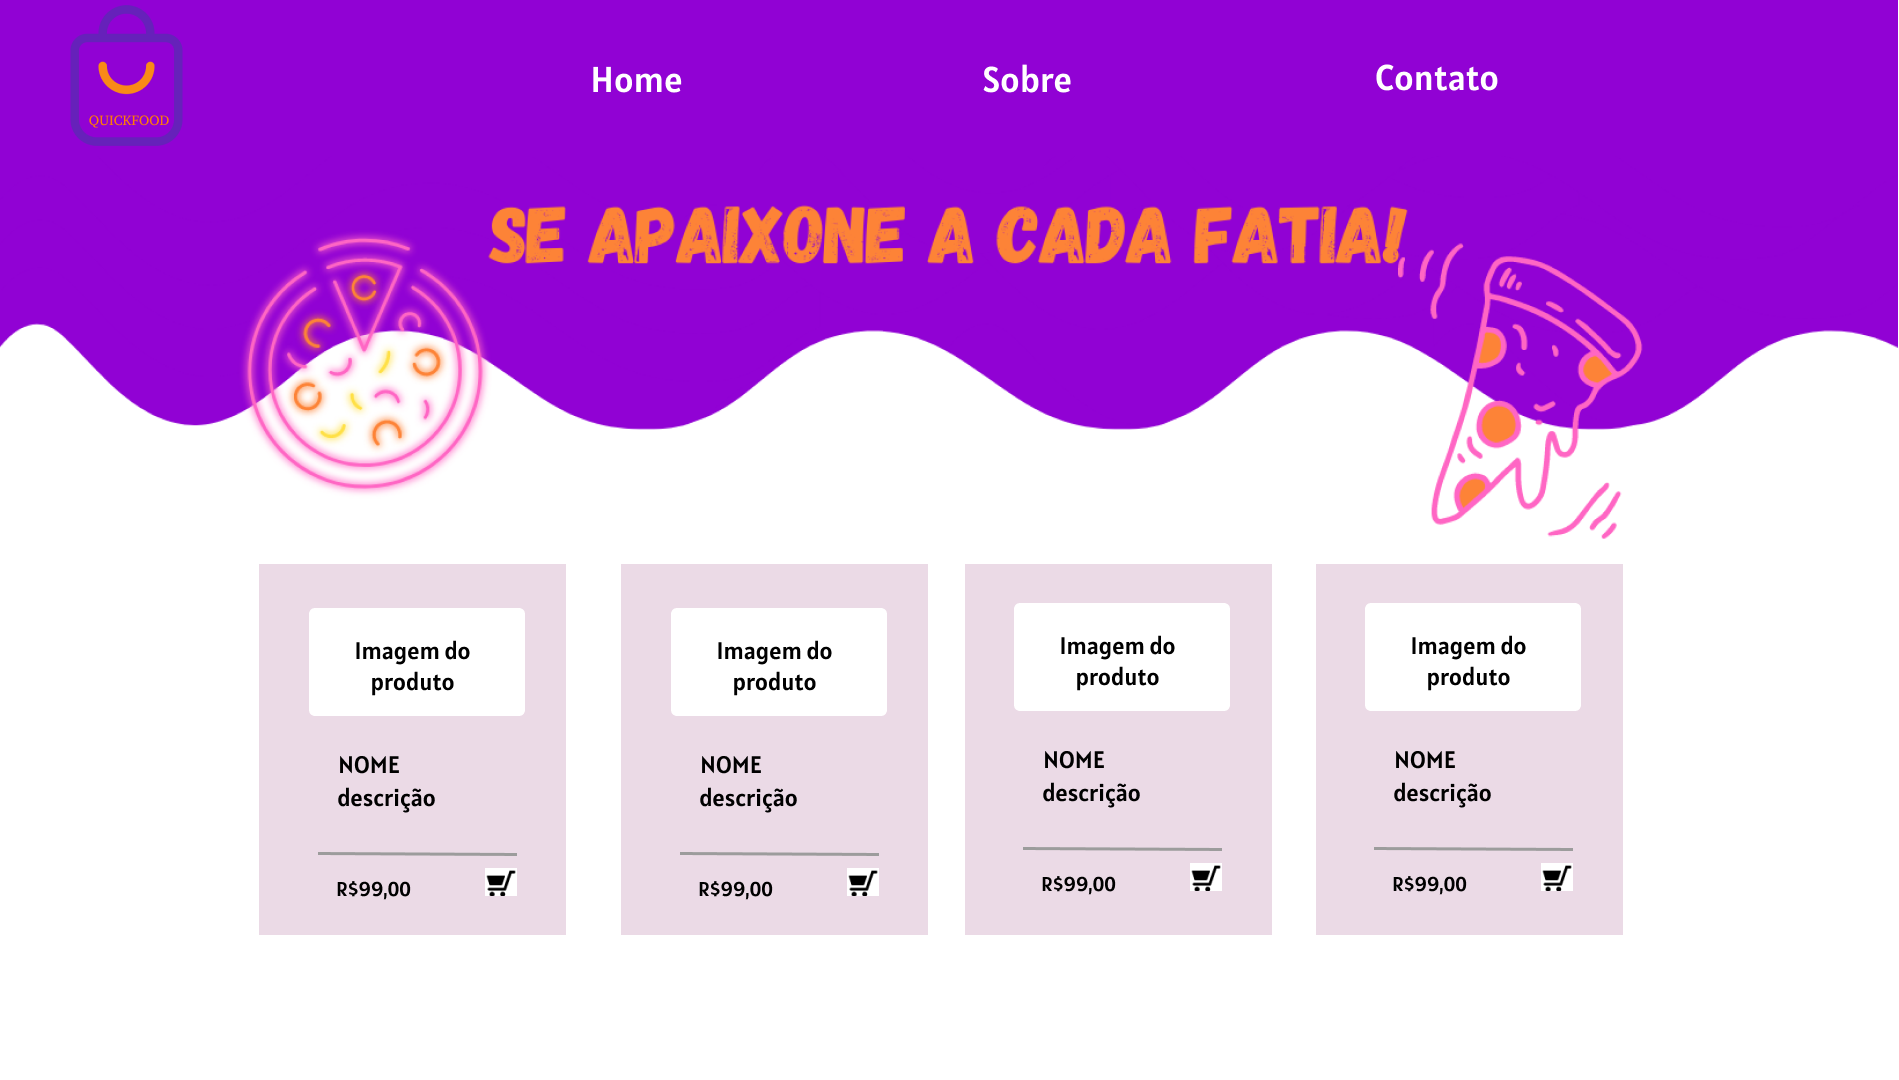 QUICKFOOD
Home
Sobre
Contato
SE APAIXONE A CADA FATIA!
Imagem do
produto
NOME
descrição
R$99,00
Imagem do
produto
NOME
descrição
R$99,00
Imagem do
produto
NOME
descrição
R$99,00
Imagem do
produto
NOME
descrição
R$99,00